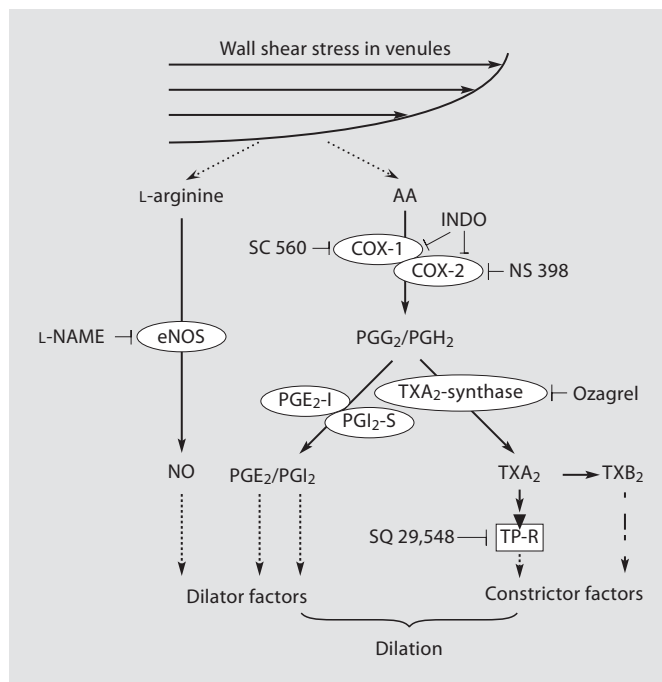 Wall shear stress in venules
L-arginine
AA
INDO
SC 560
COX-1
COX-2
NS 398
L-NAME
eNOS
PGG₂/PGH₂
PGE₂-I
TXA₂-synthase
Ozagrel
PGI₂-S
NO
PGE₂/PGI₂
TXA₂
TXB₂
SQ 29,548
TP-R
Dilator factors
Constrictor factors
Dilation